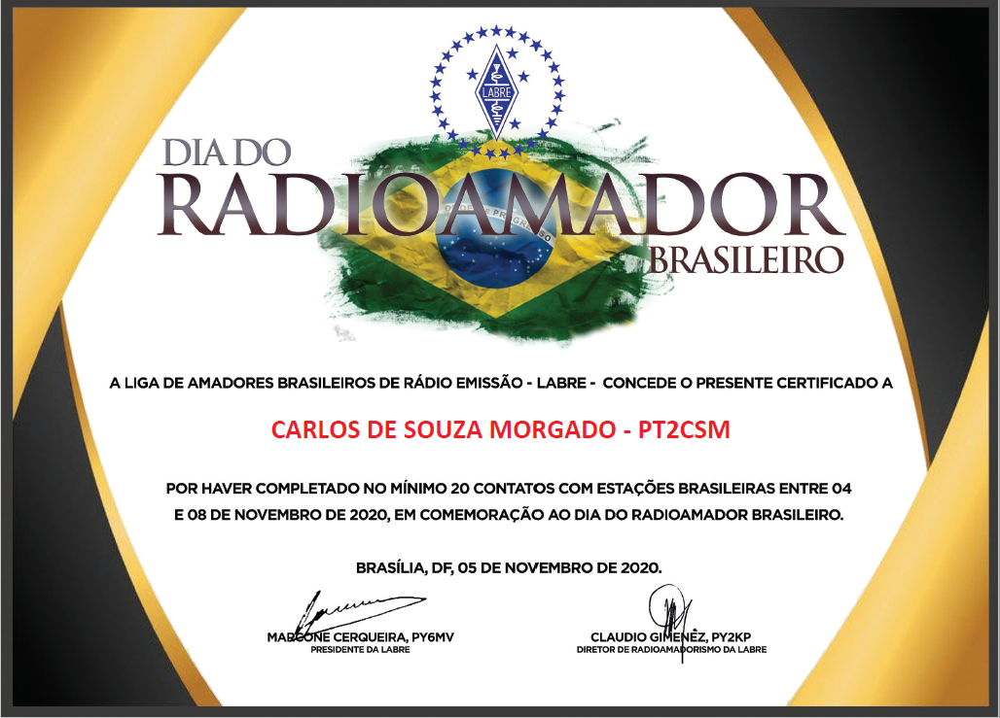 LABRE
DIA DO
RADIOAMADOR
BRASILEIRO
A LIGA DE AMADORES BRASILEIROS DE RÁDIO EMISSÃO - LABRE - CONCEDE O PRESENTE CERTIFICADO A
CARLOS DE SOUZA MORGADO - PT2CSM
POR HAVER COMPLETADO NO MÍNIMO 20 CONTATOS COM ESTAÇÕES BRASILEIRAS ENTRE 04
E 08 DE NOVEMBRO DE 2020, EM COMEMORAÇÃO AO DIA DO RADIOAMADOR BRASILEIRO.
BRASÍLIA, DF, 05 DE NOVEMBRO DE 2020.
MARCONE CERQUEIRA, PY6MV
PRESIDENTE DA LABRE
CLAUDIO GIMENEZ, PY2KP
DIRETOR DE RADIOAMADORISMO DA LABRE